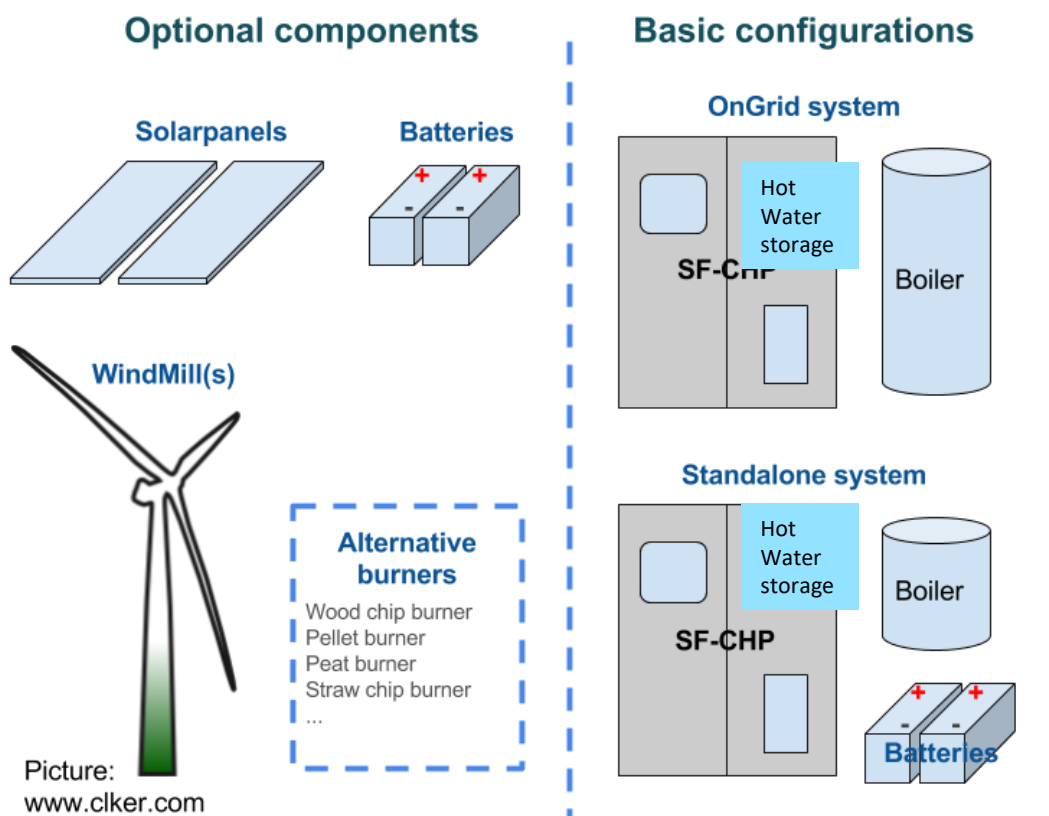 Optional components
Solarpanels
Batteries
+ +
- -
WindMill(s)
Alternative
burners
Wood chip burner
Pellet burner
Peat burner
Straw chip burner
...
Picture:
www.clker.com
Basic configurations
OnGrid system
Hot
Water
storage
SF-CHP
Boiler
Standalone system
Hot
Water
storage
SF-CHP
Boiler
+ +
- -
Batteries